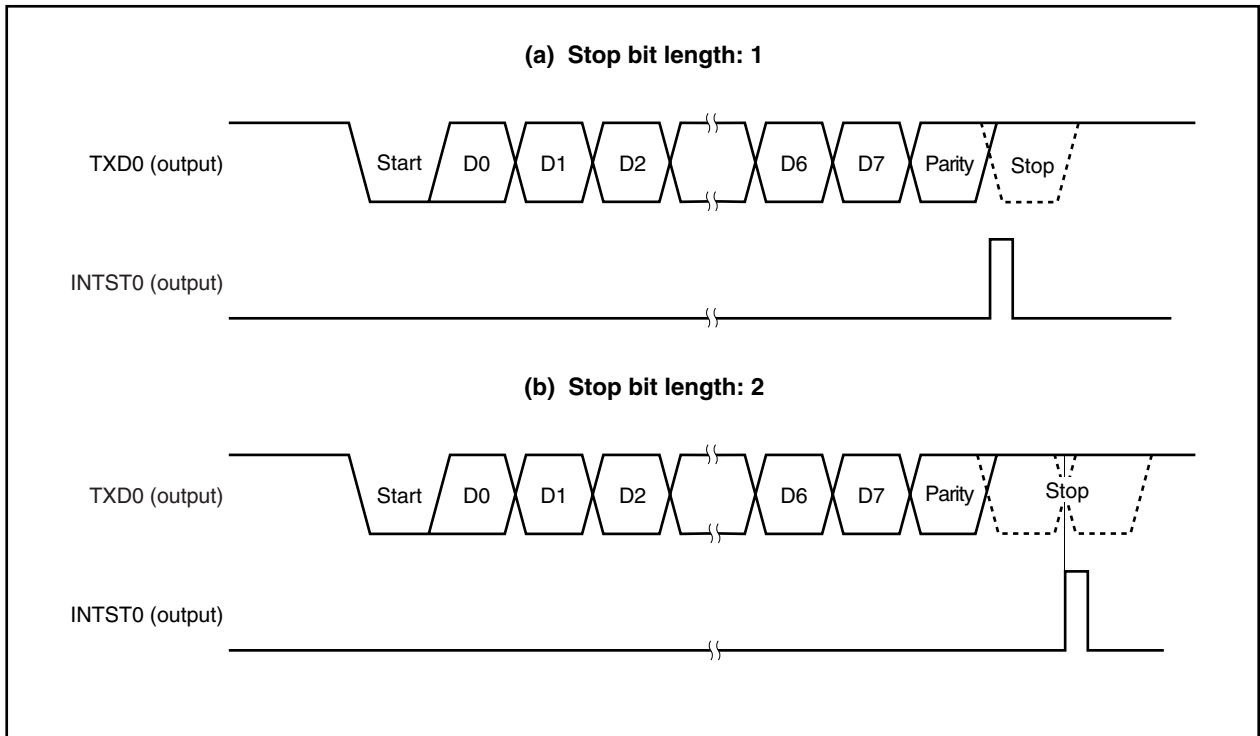 (a) Stop bit length: 1
TXD0 (output) Start D0 D1 D2 D6 D7 Parity Stop
INTST0 (output)
(b) Stop bit length: 2
TXD0 (output) Start D0 D1 D2 D6 D7 Parity Stop
INTST0 (output)